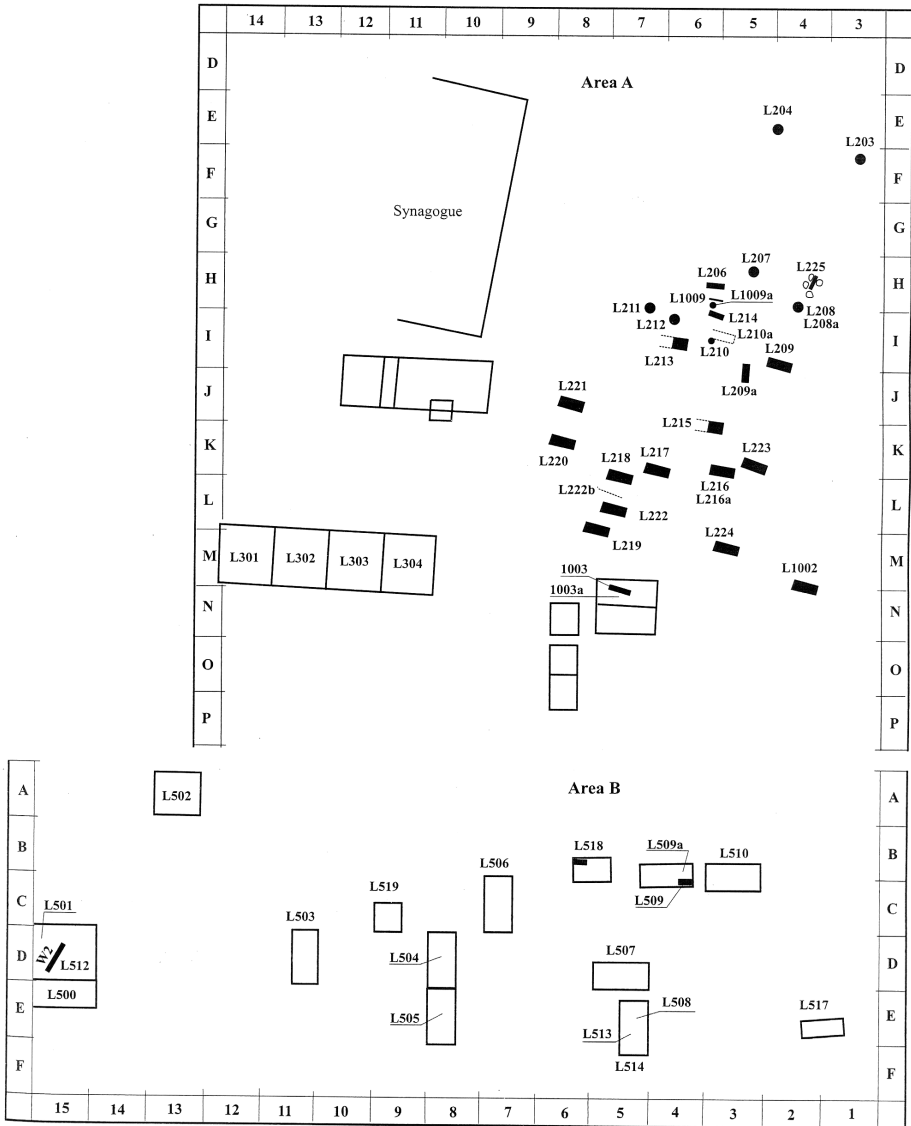 14 13 12 11 10 9 8 7 6 5 4 3
D D
Area A
E E
L204
L203
F F
Synagogue
G G
L207
L225
L206
H H
L1009 L1009a
L211
L214
L208
L208a
L212
L210a
I I
L213
L210
L209
L209a
J J
L221
L215
K K
L220
L218
L217
L223
L222b
L216
L216a
L L
L222
L219
L224
M M
L301 L302 L303 L304
1003
L1002
1003a
N N
O O
P P
A A
L502
Area B
B B
L518
L509a
L510
L506
L519
C C
L501
L509
L503
D D
W2
L512
L504
L507
L500
E E
L505
L508
L517
L513
F F
L514
15 14 13 12 11 10 9 8 7 6 5 4 3 2 1